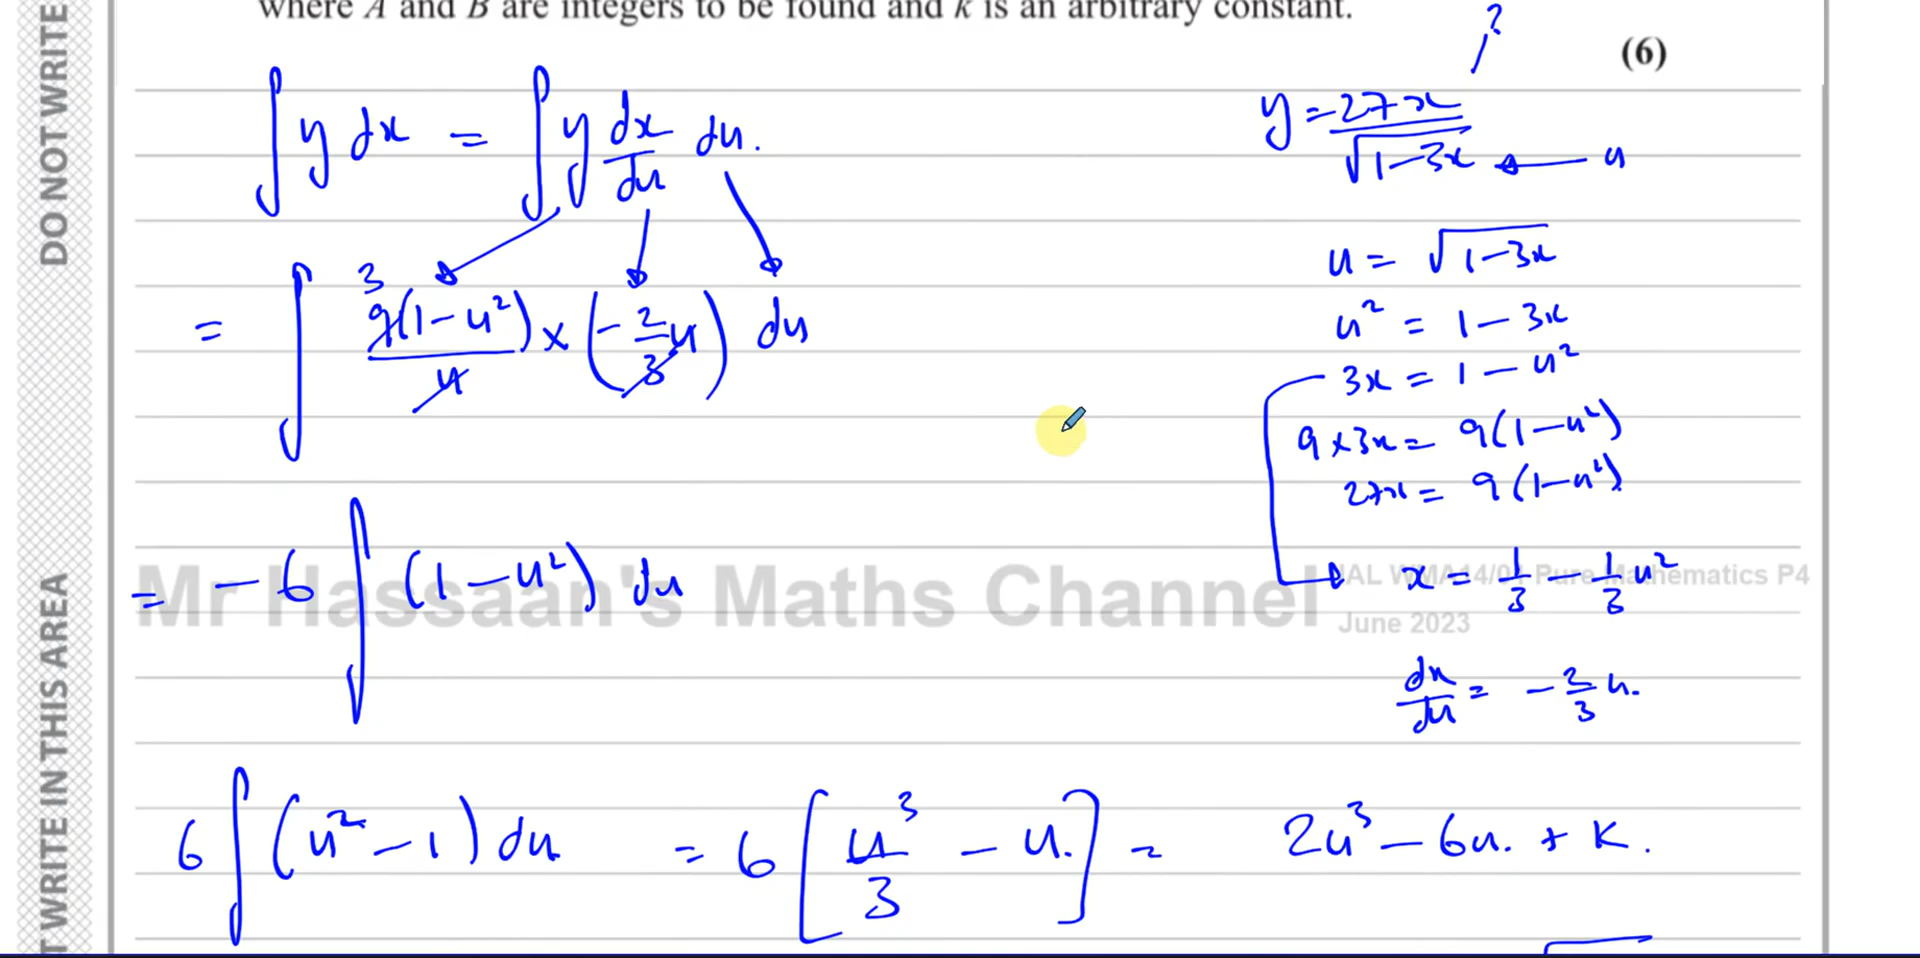 where A and B are integers to be found and k is an arbitrary constant.
(6)
?
∫ y dx = ∫ y dx/du du.
y = 27x/√(1-3x) ← u
u = √(1-3x)
= ∫ 9(1-u²)/u × (-2/3 u) du
3
u² = 1 - 3x
3x = 1 - u²
9 × 3x = 9(1-u²)
27x = 9(1-u²)
= -6 ∫ (1-u²) du
x = 1/3 - 1/3 u²
dx/du = -2/3 u.
6 ∫ (u² - 1) du = 6 [u³/3 - u.] = 2u³ - 6u. + k.
Mr Hassaan's Maths Channel
IAL WMA14/01 Pure Mathematics P4
June 2023
DO NOT WRITE
WRITE IN THIS AREA